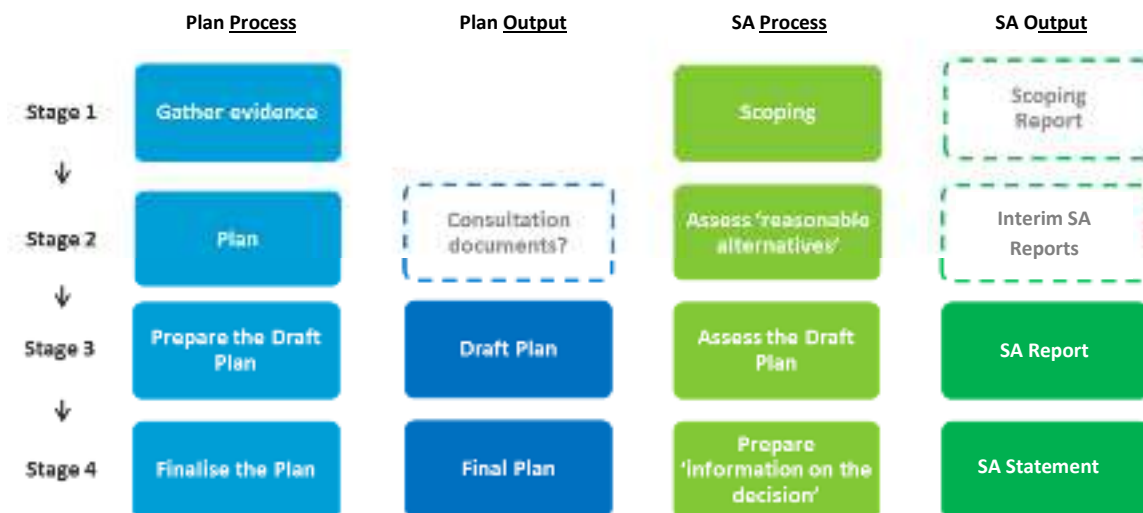 Plan Process
Plan Output
SA Process
SA Output
Stage 1
Gather evidence
Scoping
Scoping
Report
Stage 2
Plan
Consultation
documents?
Assess ‘reasonable
alternatives’
Interim SA
Reports
Stage 3
Prepare the Draft
Plan
Draft Plan
Assess the Draft
Plan
SA Report
Stage 4
Finalise the Plan
Final Plan
Prepare
‘information on the
decision’
SA Statement